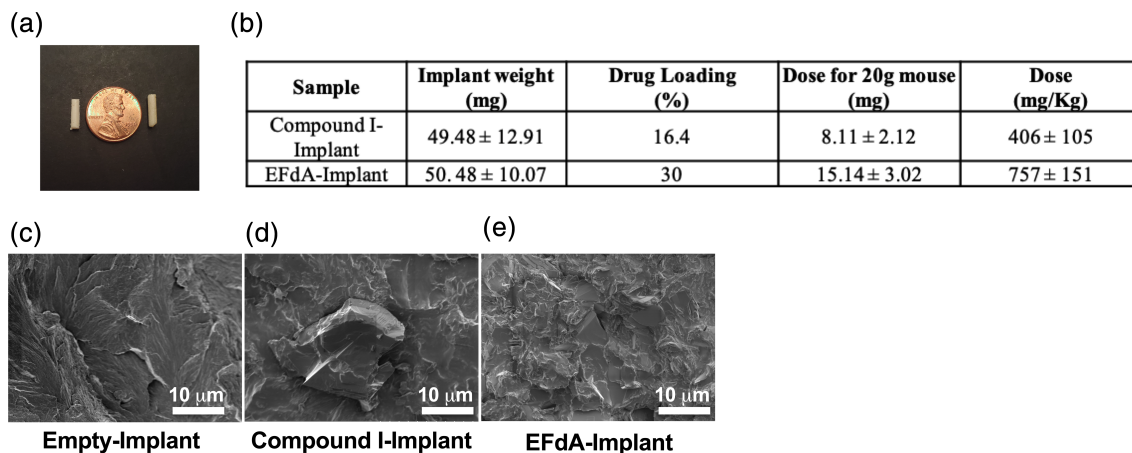 (a)
(b)
Sample Implant weight (mg) Drug Loading (%) Dose for 20g mouse (mg) Dose (mg/Kg)
Compound I-Implant 49.48 ± 12.91 16.4 8.11 ± 2.12 406 ± 105
EFdA-Implant 50. 48 ± 10.07 30 15.14 ± 3.02 757 ± 151
(c)
(d)
(e)
10 µm
10 µm
10 µm
Empty-Implant
Compound I-Implant
EFdA-Implant